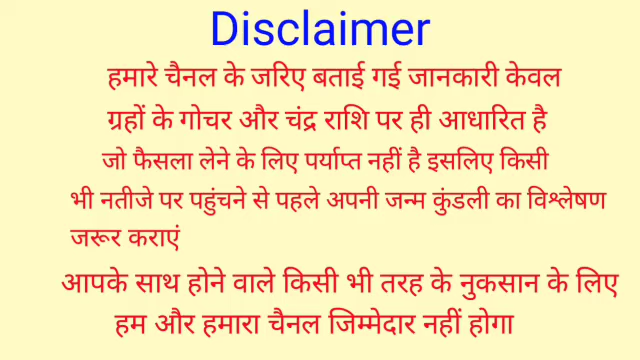 Disclaimer
हमारे चैनल के जरिए बताई गई जानकारी केवल
ग्रहों के गोचर और चंद्र राशि पर ही आधारित है
जो फैसला लेने के लिए पर्याप्त नहीं है इसलिए किसी
भी नतीजे पर पहुंचने से पहले अपनी जन्म कुंडली का विश्लेषण
जरूर कराएं
आपके साथ होने वाले किसी भी तरह के नुकसान के लिए
हम और हमारा चैनल जिम्मेदार नहीं होगा